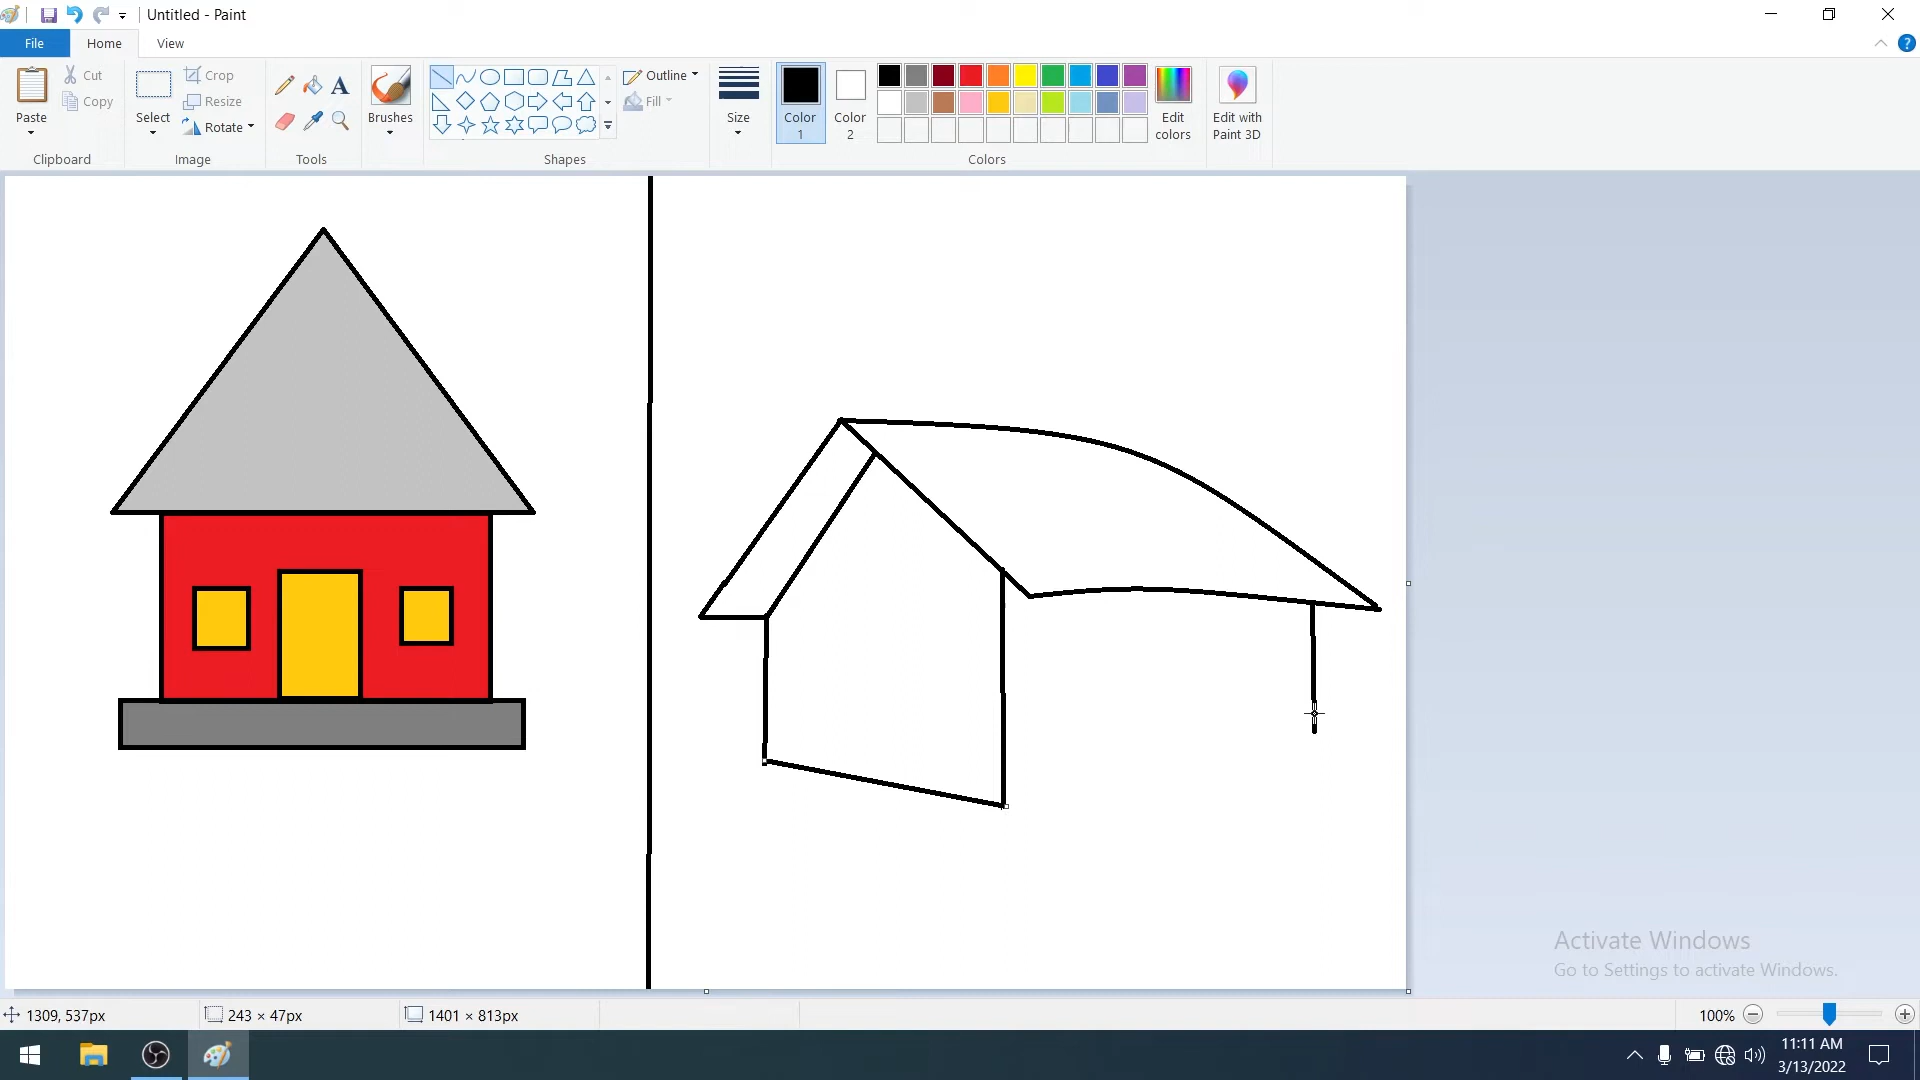 Untitled - Paint
File
Home
View
Paste
Cut
Copy
Clipboard
Select
Crop
Resize
Rotate
Image
A
Tools
Brushes
Outline
Fill
Shapes
Size
Color
1
Color
2
Edit
colors
Colors
Edit with
Paint 3D
?
Activate Windows
Go to Settings to activate Windows.
1309, 537px
243 × 47px
1401 × 813px
100%
11:11 AM
3/13/2022